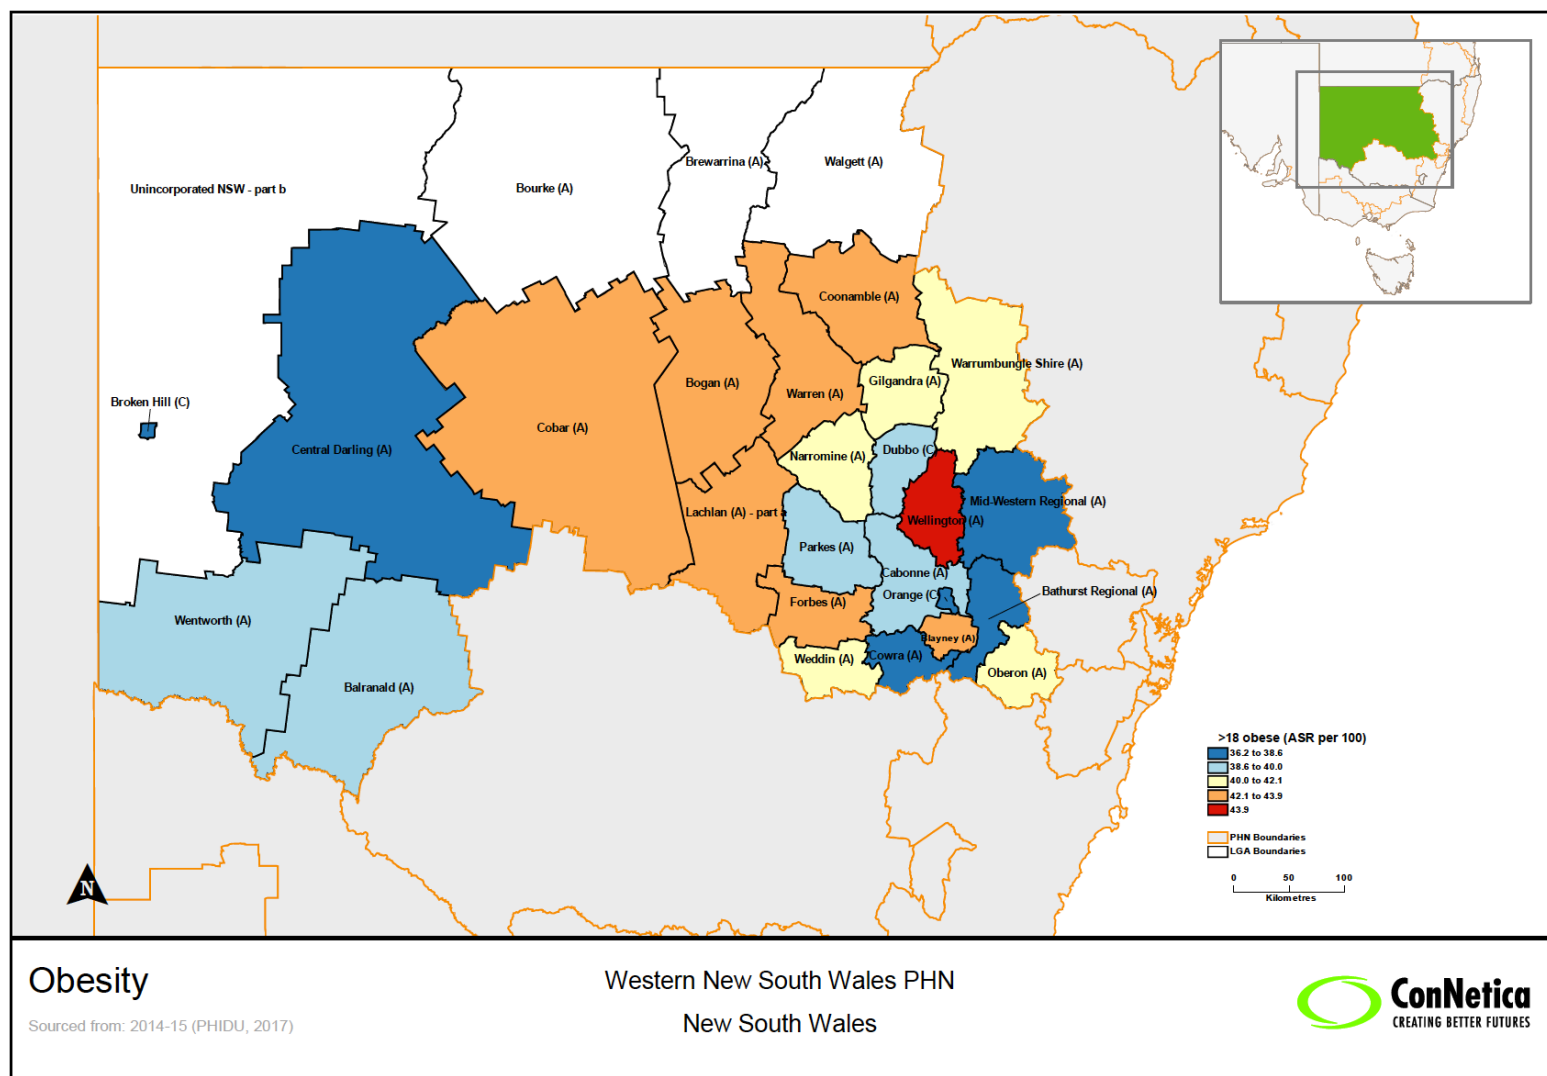 Unincorporated NSW - part b
Bourke (A)
Brewarrina (A)
Walgett (A)
Coonamble (A)
Warrumbungle Shire (A)
Gilgandra (A)
Bogan (A)
Warren (A)
Broken Hill (C)
Central Darling (A)
Cobar (A)
Narromine (A)
Dubbo (C)
Mid-Western Regional (A)
Lachlan (A) - part a
Wellington (A)
Parkes (A)
Cabonne (A)
Orange (C)
Bathurst Regional (A)
Forbes (A)
Wentworth (A)
Blayney (A)
Weddin (A)
Cowra (A)
Oberon (A)
Balranald (A)
>18 obese (ASR per 100)
36.2 to 38.6
38.6 to 40.0
40.0 to 42.1
42.1 to 43.9
43.9
PHN Boundaries
LGA Boundaries
0 50 100
Kilometres
N
Obesity
Sourced from: 2014-15 (PHIDU, 2017)
Western New South Wales PHN
New South Wales
ConNetica
CREATING BETTER FUTURES